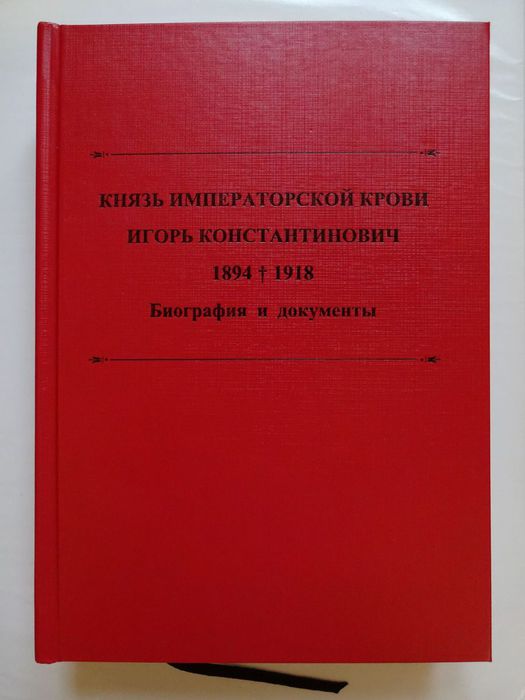 КНЯЗЬ ИМПЕРАТОРСКОЙ КРОВИ
ИГОРЬ КОНСТАНТИНОВИЧ
1894 † 1918
Биография и документы